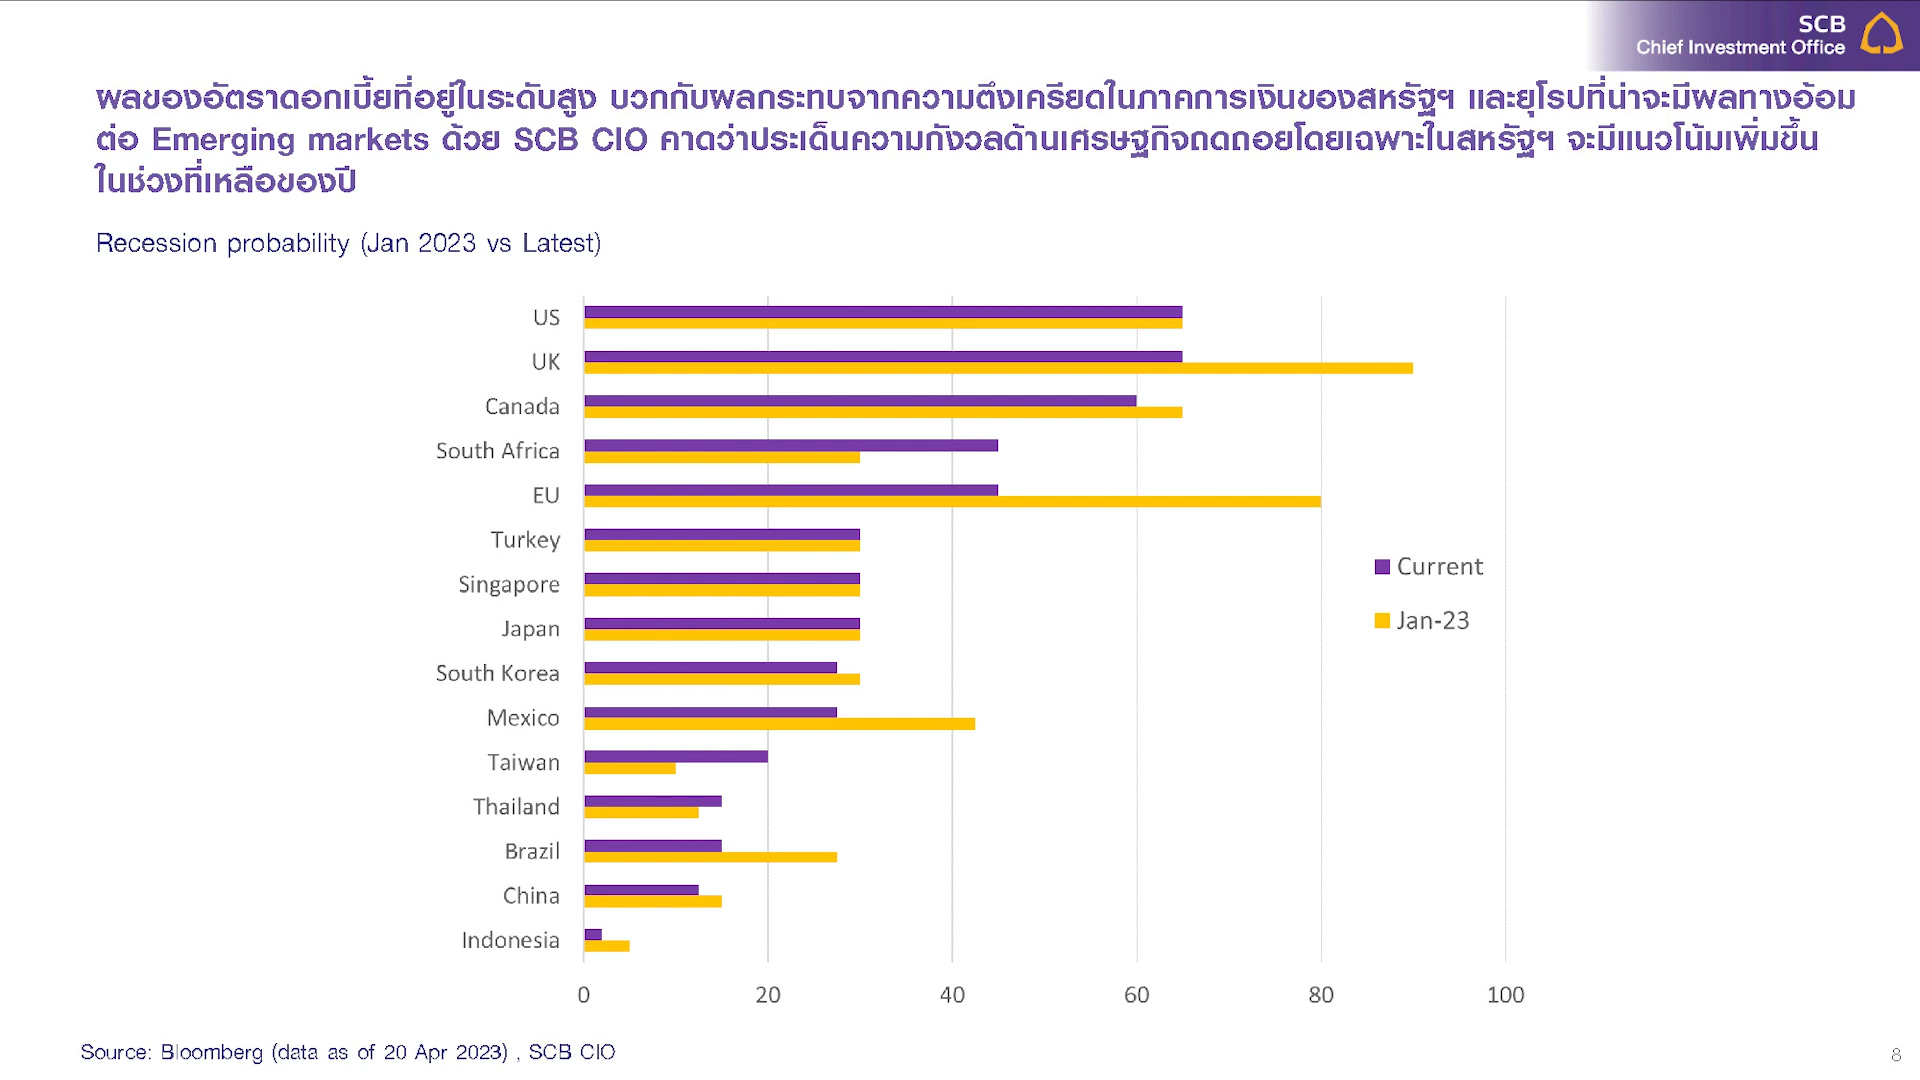 SCB
Chief Investment Office
ผลของอัตราดอกเบี้ยที่อยู่ในระดับสูง บวกกับผลกระทบจากความตึงเครียดในภาคการเงินของสหรัฐฯ และยุโรปที่น่าจะมีผลทางอ้อม
ต่อ Emerging markets ด้วย SCB CIO คาดว่าประเด็นความกังวลด้านเศรษฐกิจถดถอยโดยเฉพาะในสหรัฐฯ จะมีแนวโน้มเพิ่มขึ้น
ในช่วงที่เหลือของปี
Recession probability (Jan 2023 vs Latest)
US
UK
Canada
South Africa
EU
Turkey
Singapore
Japan
South Korea
Mexico
Taiwan
Thailand
Brazil
China
Indonesia
Current
Jan-23
0 20 40 60 80 100
Source: Bloomberg (data as of 20 Apr 2023) , SCB CIO
8